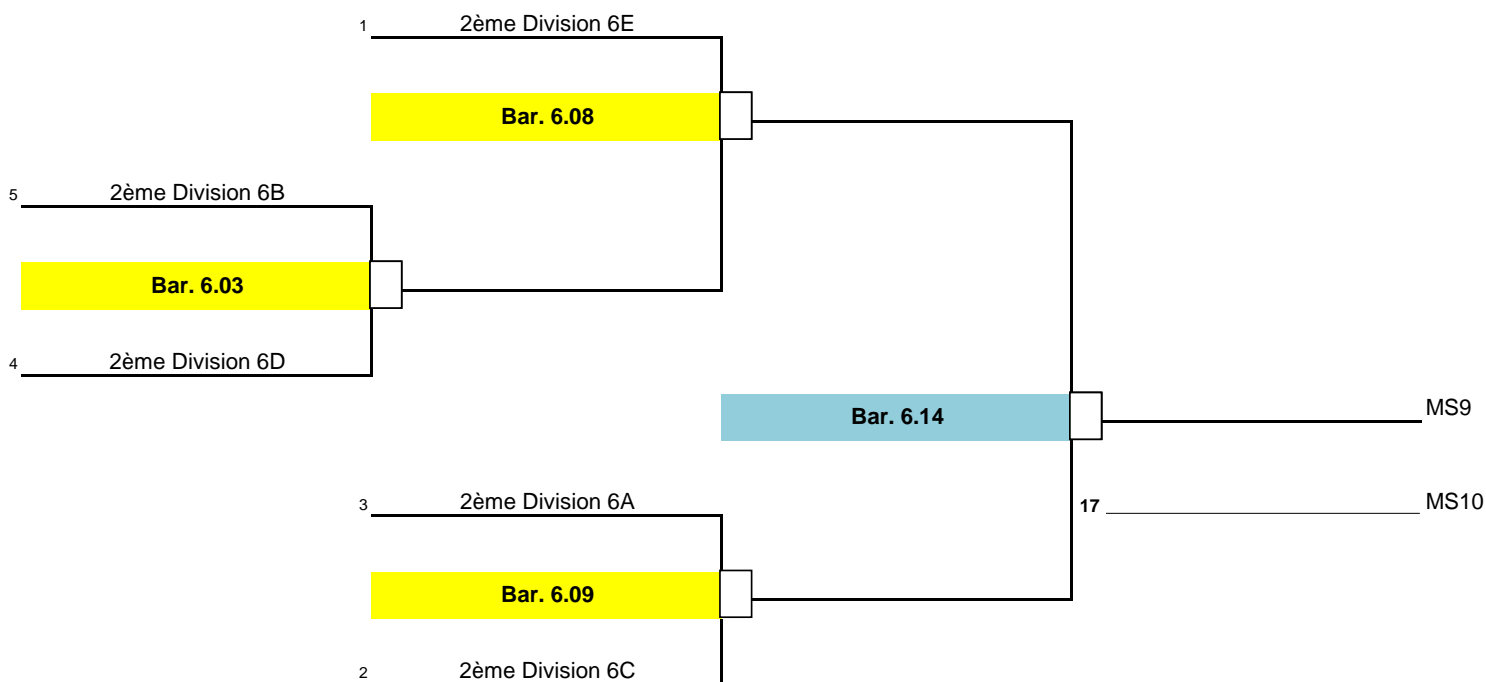 1 2ème Division 6E
Bar. 6.08
5 2ème Division 6B
Bar. 6.03
4 2ème Division 6D
Bar. 6.14 MS9
3 2ème Division 6A
17 MS10
Bar. 6.09
2 2ème Division 6C